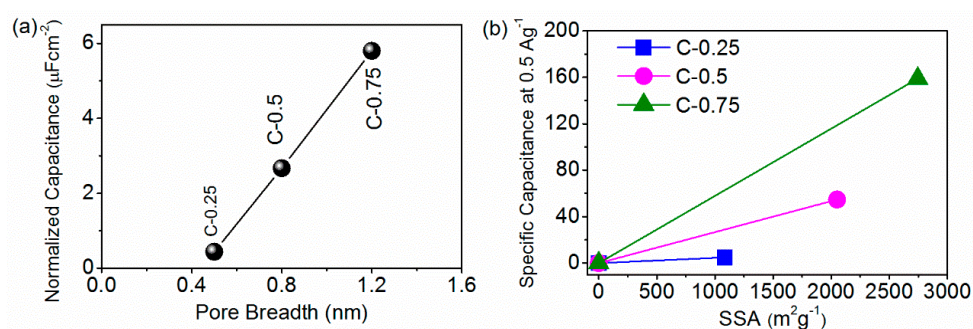 (a)
Normalized Capacitance (μFcm⁻²)
6
4
2
0
C-0.25
C-0.5
C-0.75
0.0
0.4
0.8
1.2
1.6
Pore Breadth (nm)
(b)
Specific Capacitance at 0.5 Ag⁻¹
200
160
120
80
40
0
C-0.25
C-0.5
C-0.75
0
500
1000
1500
2000
2500
3000
SSA (m²g⁻¹)